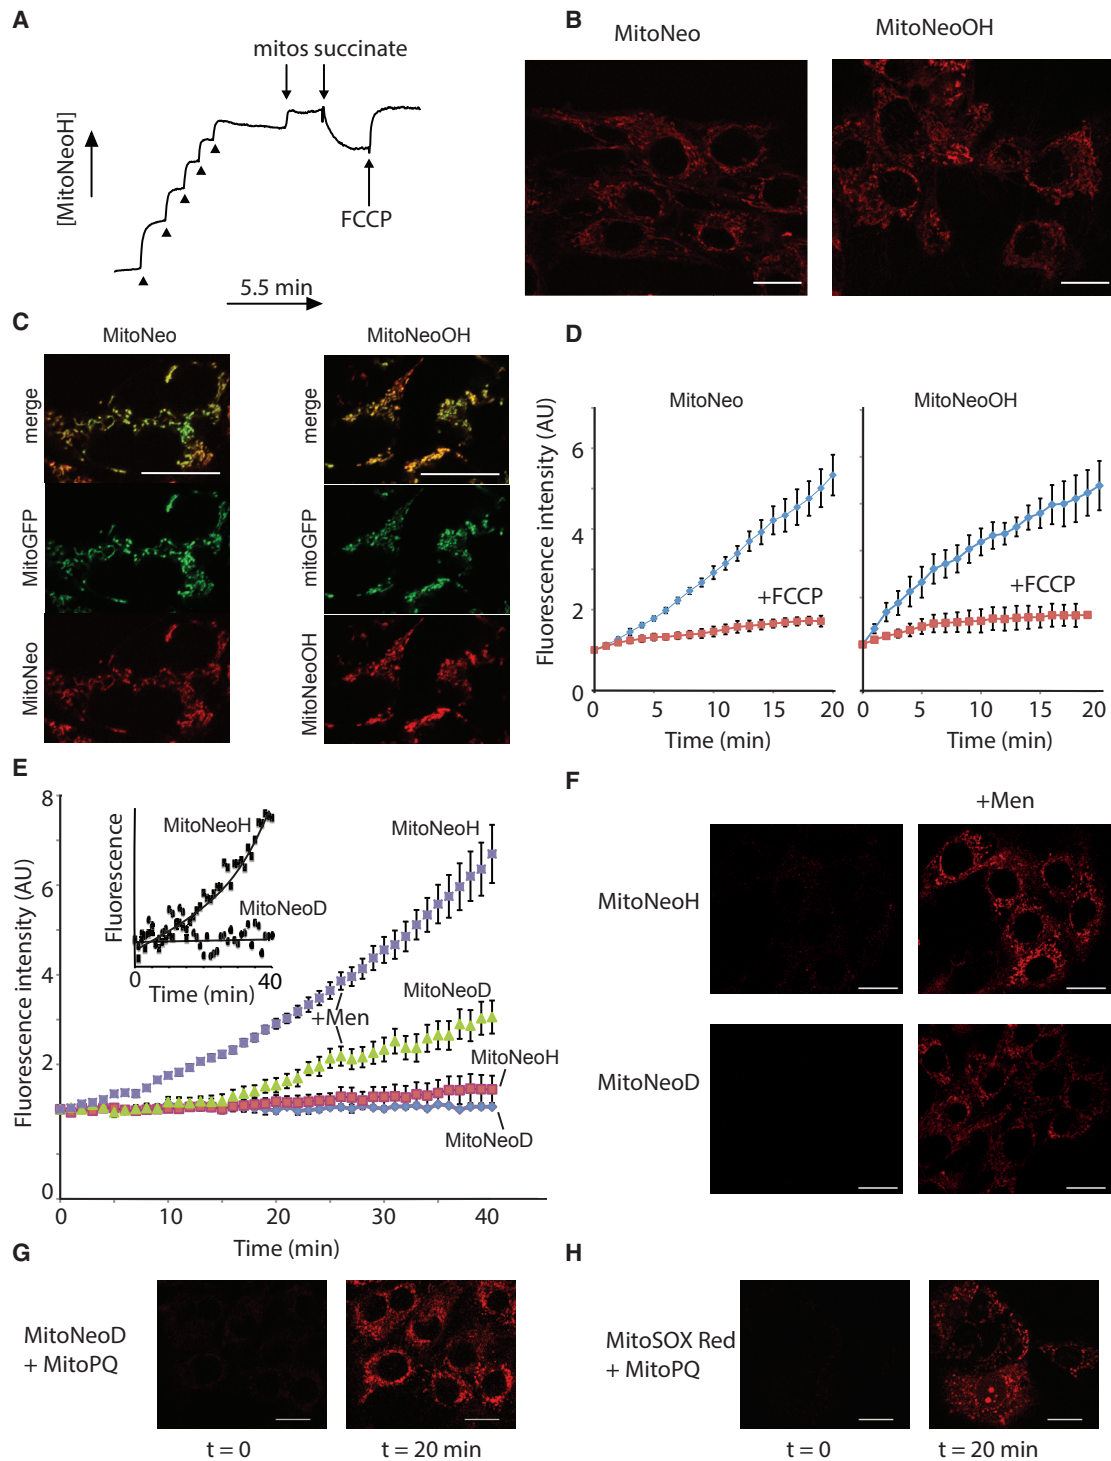 A
mitos succinate
[MitoNeoH]
FCCP
5.5 min
B
MitoNeo
MitoNeoOH
C
MitoNeo
MitoNeoOH
merge
merge
MitoGFP
mitoGFP
MitoNeo
MitoNeoOH
D
Fluorescence intensity (AU)
MitoNeo
MitoNeoOH
6
4
2
0
+FCCP
+FCCP
0 5 10 15 20
0 5 10 15 20
Time (min)
Time (min)
E
Fluorescence intensity (AU)
8
6
4
2
0
Fluorescence
MitoNeoH
MitoNeoD
0 40
Time (min)
MitoNeoH
+Men
MitoNeoD
MitoNeoH
MitoNeoD
0 10 20 30 40
Time (min)
F
+Men
MitoNeoH
MitoNeoD
G
MitoNeoD
+ MitoPQ
t = 0
t = 20 min
H
MitoSOX Red
+ MitoPQ
t = 0
t = 20 min